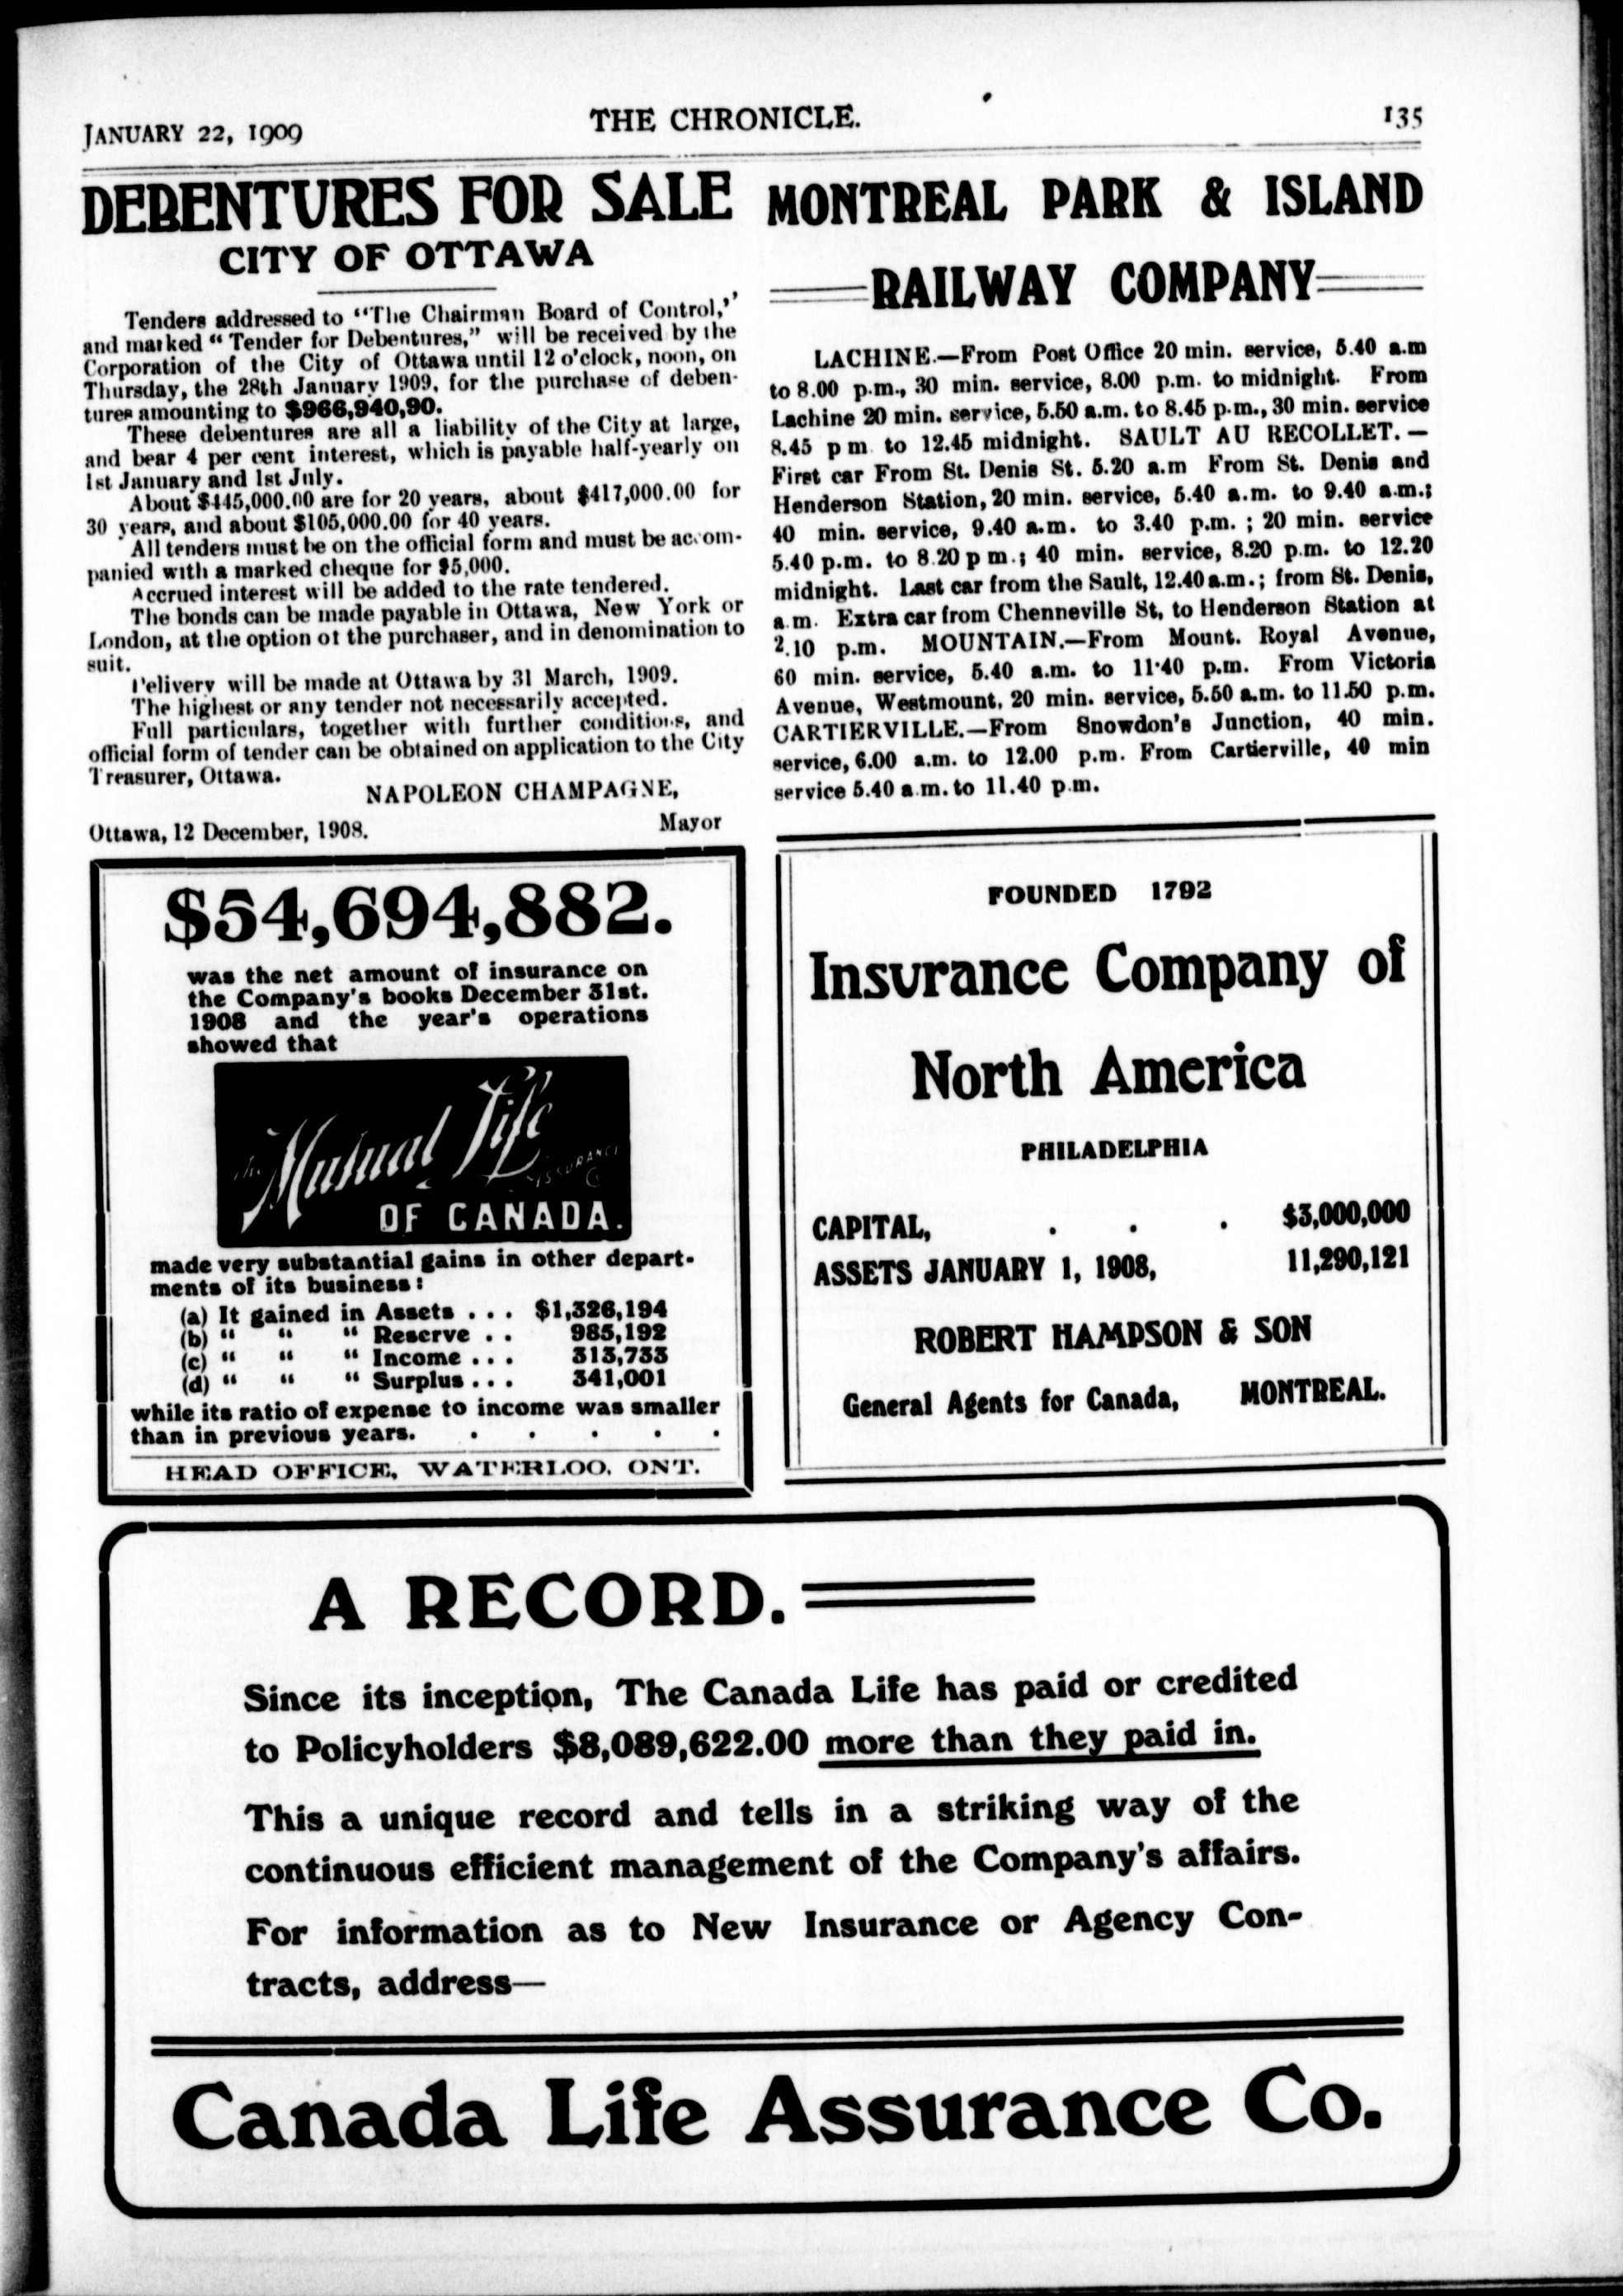 JANUARY 22, 1909
THE CHRONICLE.
135
DEBENTURES FOR SALE
CITY OF OTTAWA
Tenders addressed to "The Chairman Board of Control,"
and marked "Tender for Debentures," will be received by the
Corporation of the City of Ottawa until 12 o'clock, noon, on
Thursday, the 28th January 1909, for the purchase of deben-
tures amounting to $966,940,90.
These debentures are all a liability of the City at large,
and bear 4 per cent interest, which is payable half-yearly on
1st January and 1st July.
About $445,000.00 are for 20 years, about $417,000.00 for
30 years, and about $105,000.00 for 40 years.
All tenders must be on the official form and must be accom-
panied with a marked cheque for $5,000.
Accrued interest will be added to the rate tendered.
The bonds can be made payable in Ottawa, New York or
London, at the option of the purchaser, and in denomination to
suit.
Delivery will be made at Ottawa by 31 March, 1909.
The highest or any tender not necessarily accepted.
Full particulars, together with further conditions, and
official form of tender can be obtained on application to the City
Treasurer, Ottawa.
NAPOLEON CHAMPAGNE,
Mayor
Ottawa, 12 December, 1908.
MONTREAL PARK & ISLAND
RAILWAY COMPANY
LACHINE.—From Post Office 20 min. service, 5.40 a.m
to 8.00 p.m., 30 min. service, 8.00 p.m. to midnight. From
Lachine 20 min. service, 5.50 a.m. to 8.45 p.m., 30 min. service
8.45 p m. to 12.45 midnight. SAULT AU RECOLLET.—
First car From St. Denis St. 5.20 a.m From St. Denis and
Henderson Station, 20 min. service, 5.40 a.m. to 9.40 a.m.;
40 min. service, 9.40 a.m. to 3.40 p.m. ; 20 min. service
5.40 p.m. to 8.20 p m.; 40 min. service, 8.20 p.m. to 12.20
midnight. Last car from the Sault, 12.40 a.m.; from St. Denis,
a.m. Extra car from Chenneville St, to Henderson Station at
2.10 p.m. MOUNTAIN.—From Mount. Royal Avenue,
60 min. service, 5.40 a.m. to 11·40 p.m. From Victoria
Avenue, Westmount, 20 min. service, 5.50 a.m. to 11.50 p.m.
CARTIERVILLE.—From Snowdon's Junction, 40 min.
service, 6.00 a.m. to 12.00 p.m. From Cartierville, 40 min
service 5.40 a.m. to 11.40 p.m.
$54,694,882.
was the net amount of insurance on
the Company's books December 31st.
1908 and the year's operations
showed that
The Mutual Life
ASSURANCE Co
OF CANADA.
made very substantial gains in other depart-
ments of its business:
(a) It gained in Assets . . . $1,326,194
(b) " " " Reserve . . 985,192
(c) " " " Income . . . 313,733
(d) " " " Surplus . . . 341,001
while its ratio of expense to income was smaller
than in previous years. . . . . .
HEAD OFFICE, WATERLOO, ONT.
FOUNDED 1792
Insurance Company of
North America
PHILADELPHIA
CAPITAL, . . . $3,000,000
ASSETS JANUARY 1, 1908, 11,290,121
ROBERT HAMPSON & SON
General Agents for Canada, MONTREAL.
A RECORD.
Since its inception, The Canada Life has paid or credited
to Policyholders $8,089,622.00 more than they paid in.
This a unique record and tells in a striking way of the
continuous efficient management of the Company's affairs.
For information as to New Insurance or Agency Con-
tracts, address—
Canada Life Assurance Co.